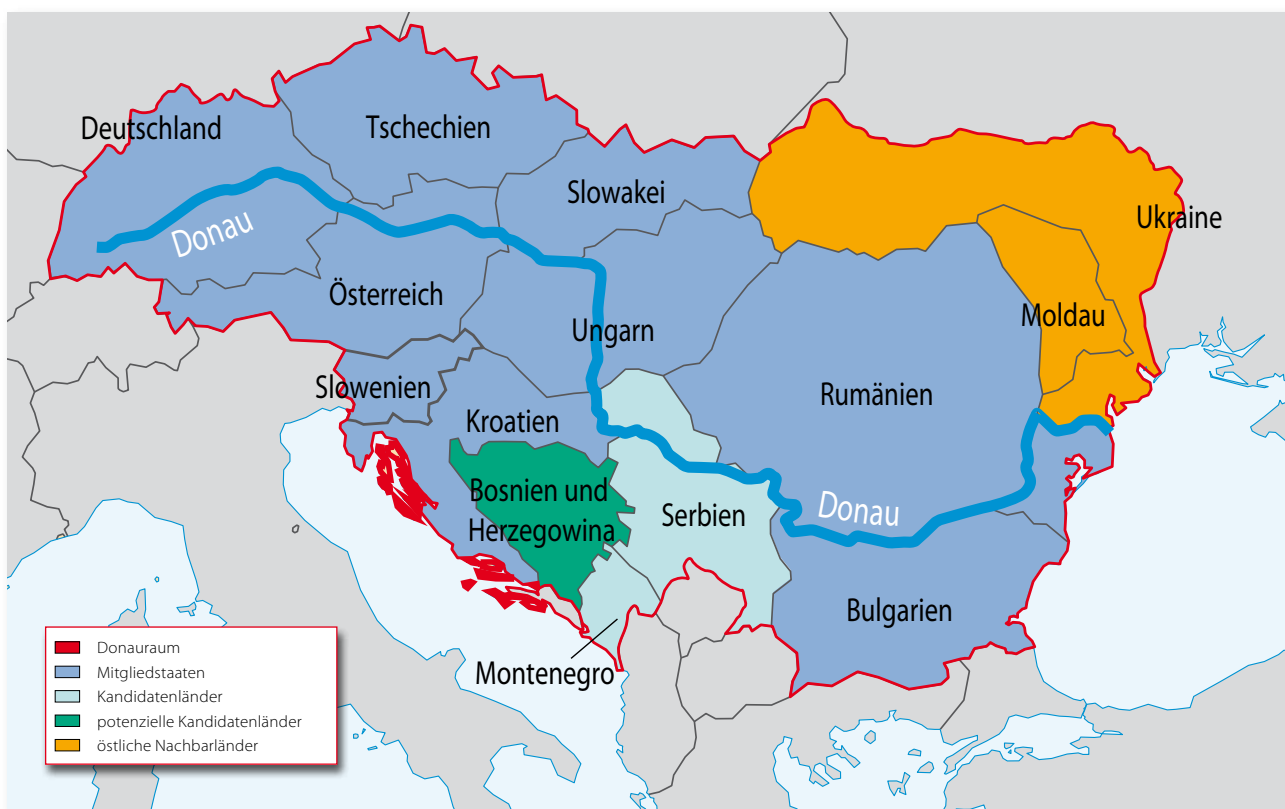 Deutschland
Tschechien
Slowakei
Ukraine
Donau
Österreich
Ungarn
Moldau
Slowenien
Rumänien
Kroatien
Bosnien und
Herzegowina
Serbien
Donau
Bulgarien
Montenegro
Donauraum
Mitgliedstaaten
Kandidatenländer
potenzielle Kandidatenländer
östliche Nachbarländer